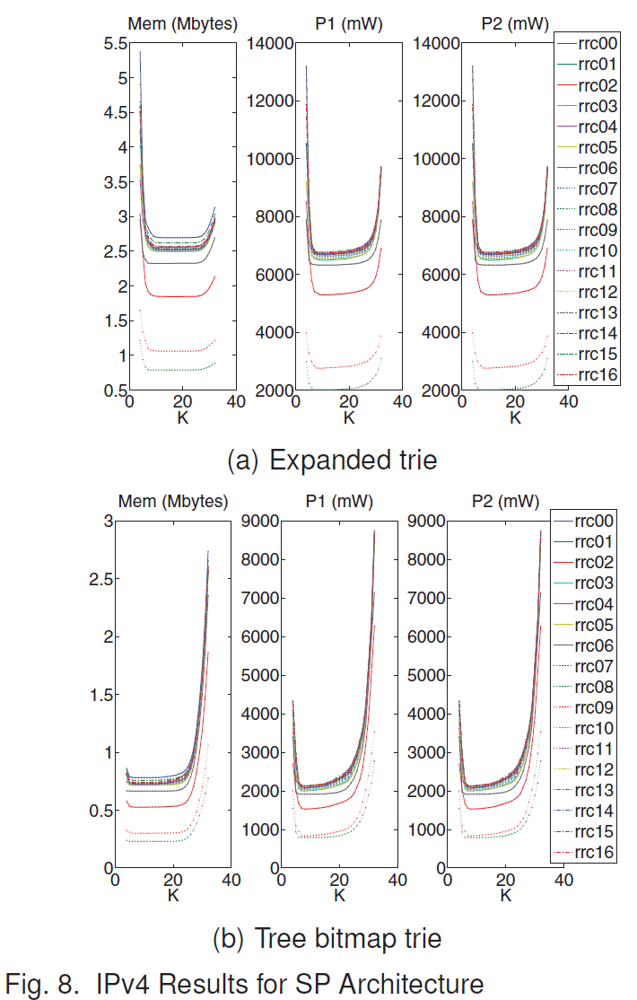 Mem (Mbytes) P1 (mW) P2 (mW)
5.5 14000 14000
5
4.5 12000 12000
4 10000 10000
3.5
3 8000 8000
2.5
2 6000 6000
1.5 4000 4000
1
0.5 2000 2000
0 20 40 0 20 40 0 20 40
K K K
rrc00
rrc01
rrc02
rrc03
rrc04
rrc05
rrc06
rrc07
rrc08
rrc09
rrc10
rrc11
rrc12
rrc13
rrc14
rrc15
rrc16
(a) Expanded trie
Mem (Mbytes) P1 (mW) P2 (mW)
3 9000 9000
8000 8000
2.5
7000 7000
2 6000 6000
1.5 5000 5000
4000 4000
1 3000 3000
0.5 2000 2000
1000 1000
0 0 0
0 20 40 0 20 40 0 20 40
K K K
rrc00
rrc01
rrc02
rrc03
rrc04
rrc05
rrc06
rrc07
rrc08
rrc09
rrc10
rrc11
rrc12
rrc13
rrc14
rrc15
rrc16
(b) Tree bitmap trie
Fig. 8. IPv4 Results for SP Architecture